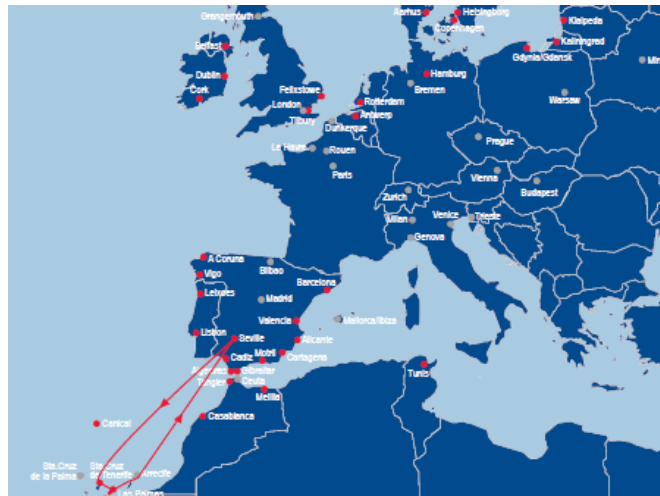 Grangemouth
Aarhus
Helsingborg
Copenhagen
Klaipeda
Kaliningrad
Gdynia/Gdansk
Belfast
Dublin
Cork
Felixstowe
London
Tilbury
Rotterdam
Antwerp
Dunkerque
Hamburg
Bremen
Warsaw
Le Havre
Rouen
Paris
Prague
Vienna
Budapest
Zurich
Milan
Venice
Trieste
Genova
A Coruna
Vigo
Leixoes
Bilbao
Madrid
Barcelona
Valencia
Mallorca/Ibiza
Lisbon
Seville
Alicante
Cadiz
Motril
Cartagena
Algeciras
Gibraltar
Tangier
Ceuta
Melilla
Tunis
Casablanca
Canical
Sta.Cruz
de la Palma
Sta.Cruz
de Tenerife
Arrecife
Las Palmas